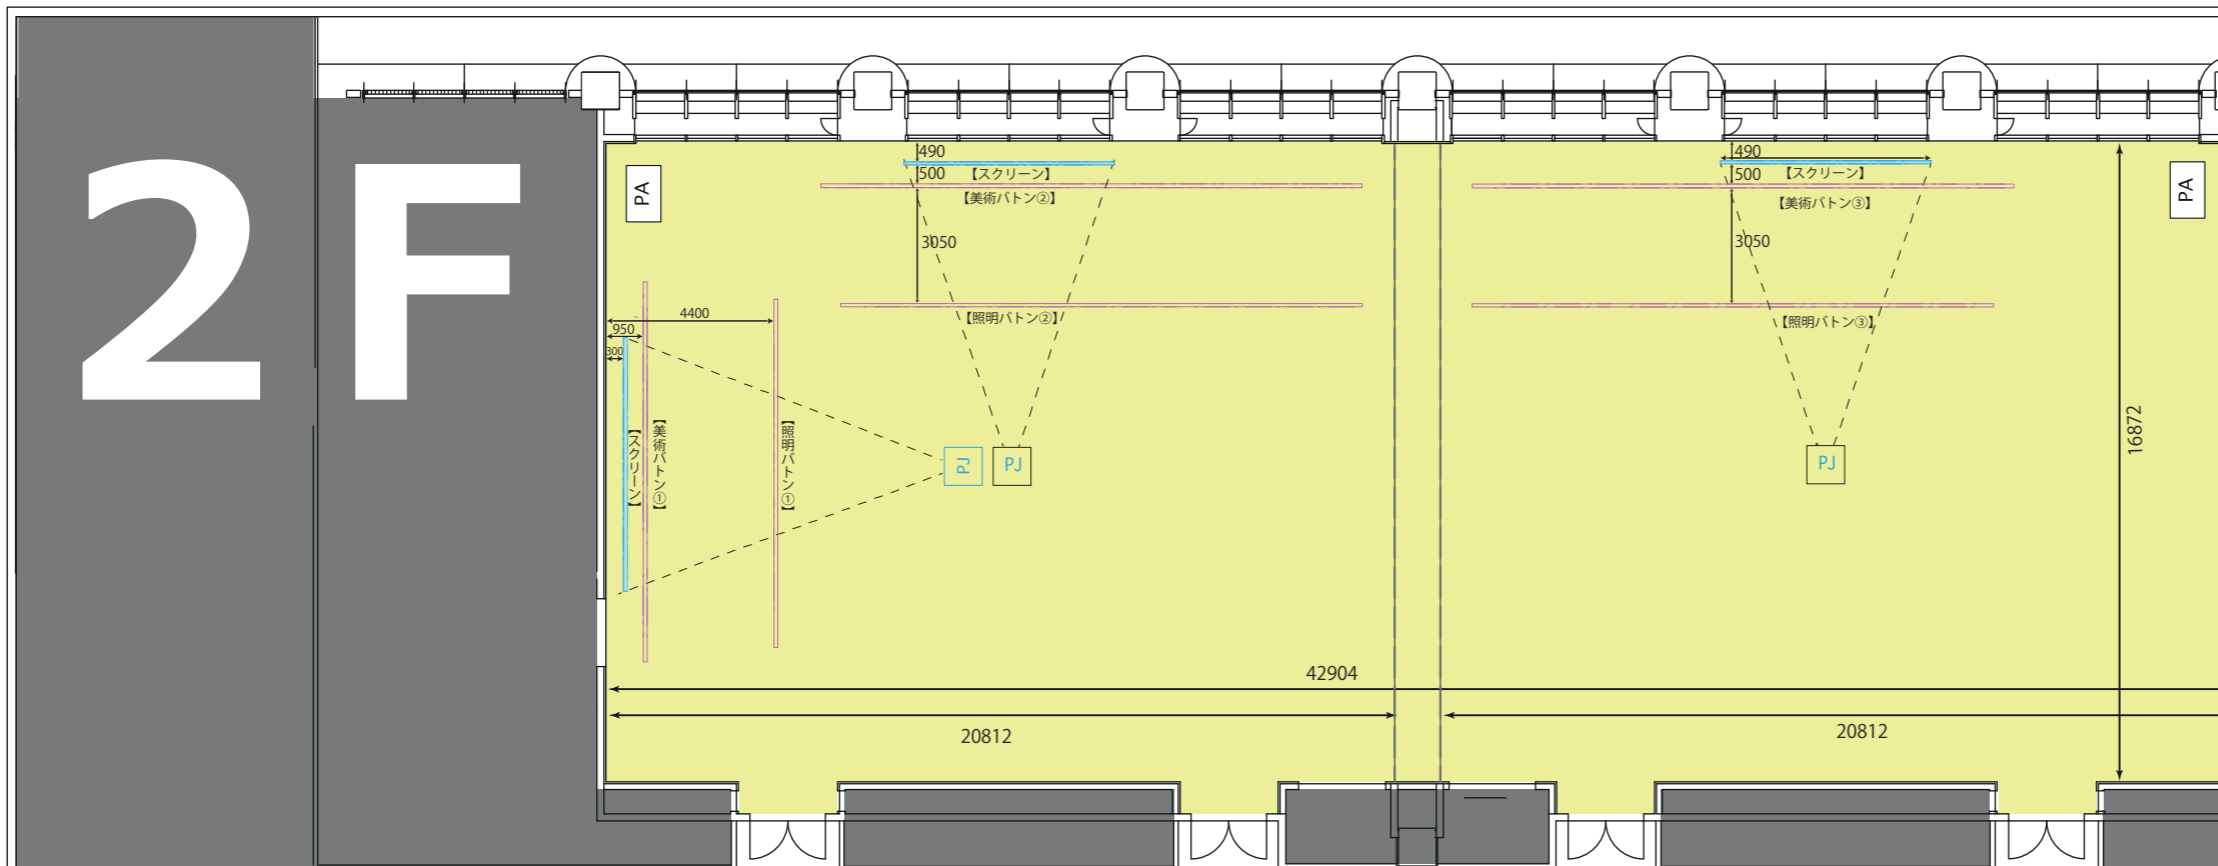 2F
PA
490
【スクリーン】
500
【美術バトン②】
3050
【照明バトン②】
490
【スクリーン】
500
【美術バトン③】
3050
【照明バトン③】
PA
4400
950
300
【スクリーン】
【美術バトン①】
【照明バトン①】
PJ
PJ
PJ
16872
42904
20812
20812